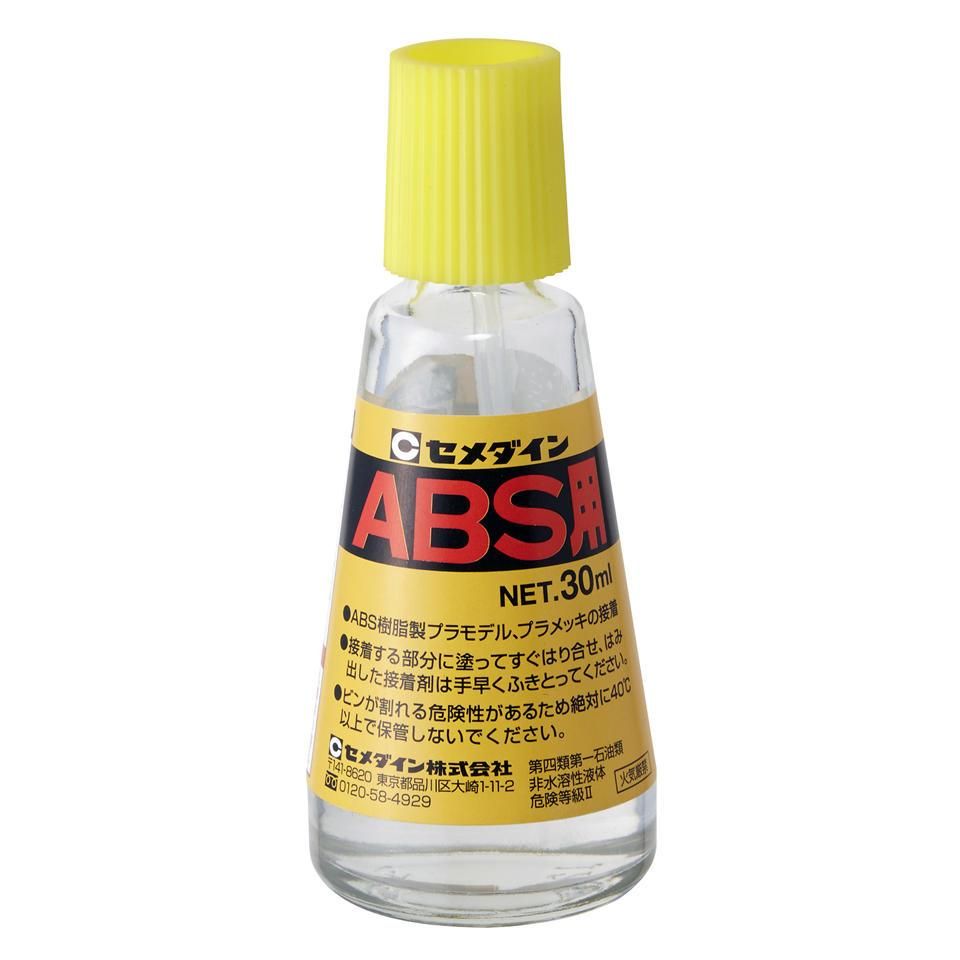 セメダイン
ABS用
NET.30ml
●ABS樹脂製プラモデル、プラメッキの接着
●接着する部分に塗ってすぐはり合せ、はみ
出した接着剤は手早くふきとってください。
●ビンが割れる危険性があるため絶対に40℃
以上で保管しないでください。
セメダイン株式会社
〒141-8620 東京都品川区大崎1-11-2
0120-58-4929
第四類第一石油類
非水溶性液体
危険等級Ⅱ
火気厳禁